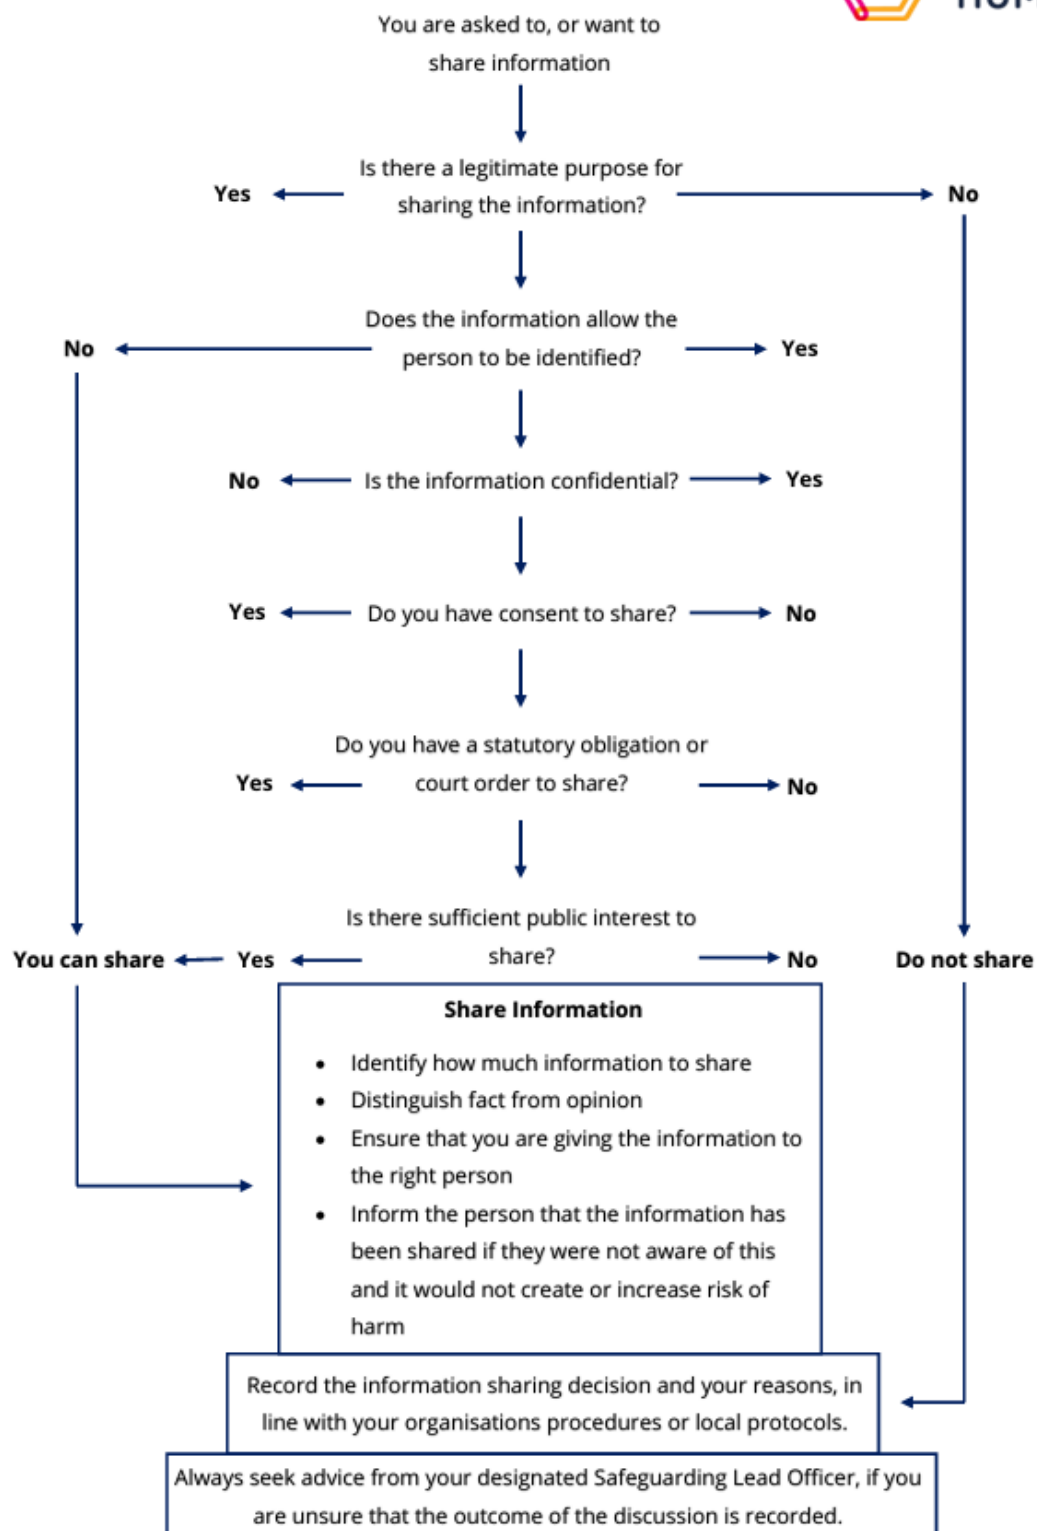 You are asked to, or want to
share information
Is there a legitimate purpose for
sharing the information?
Yes
No
Does the information allow the
person to be identified?
No
Yes
Is the information confidential?
No
Yes
Do you have consent to share?
Yes
No
Do you have a statutory obligation or
court order to share?
Yes
No
Is there sufficient public interest to
share?
You can share
Yes
No
Do not share
Share Information
• Identify how much information to share
• Distinguish fact from opinion
• Ensure that you are giving the information to
the right person
• Inform the person that the information has
been shared if they were not aware of this
and it would not create or increase risk of
harm
Record the information sharing decision and your reasons, in
line with your organisations procedures or local protocols.
Always seek advice from your designated Safeguarding Lead Officer, if you
are unsure that the outcome of the discussion is recorded.